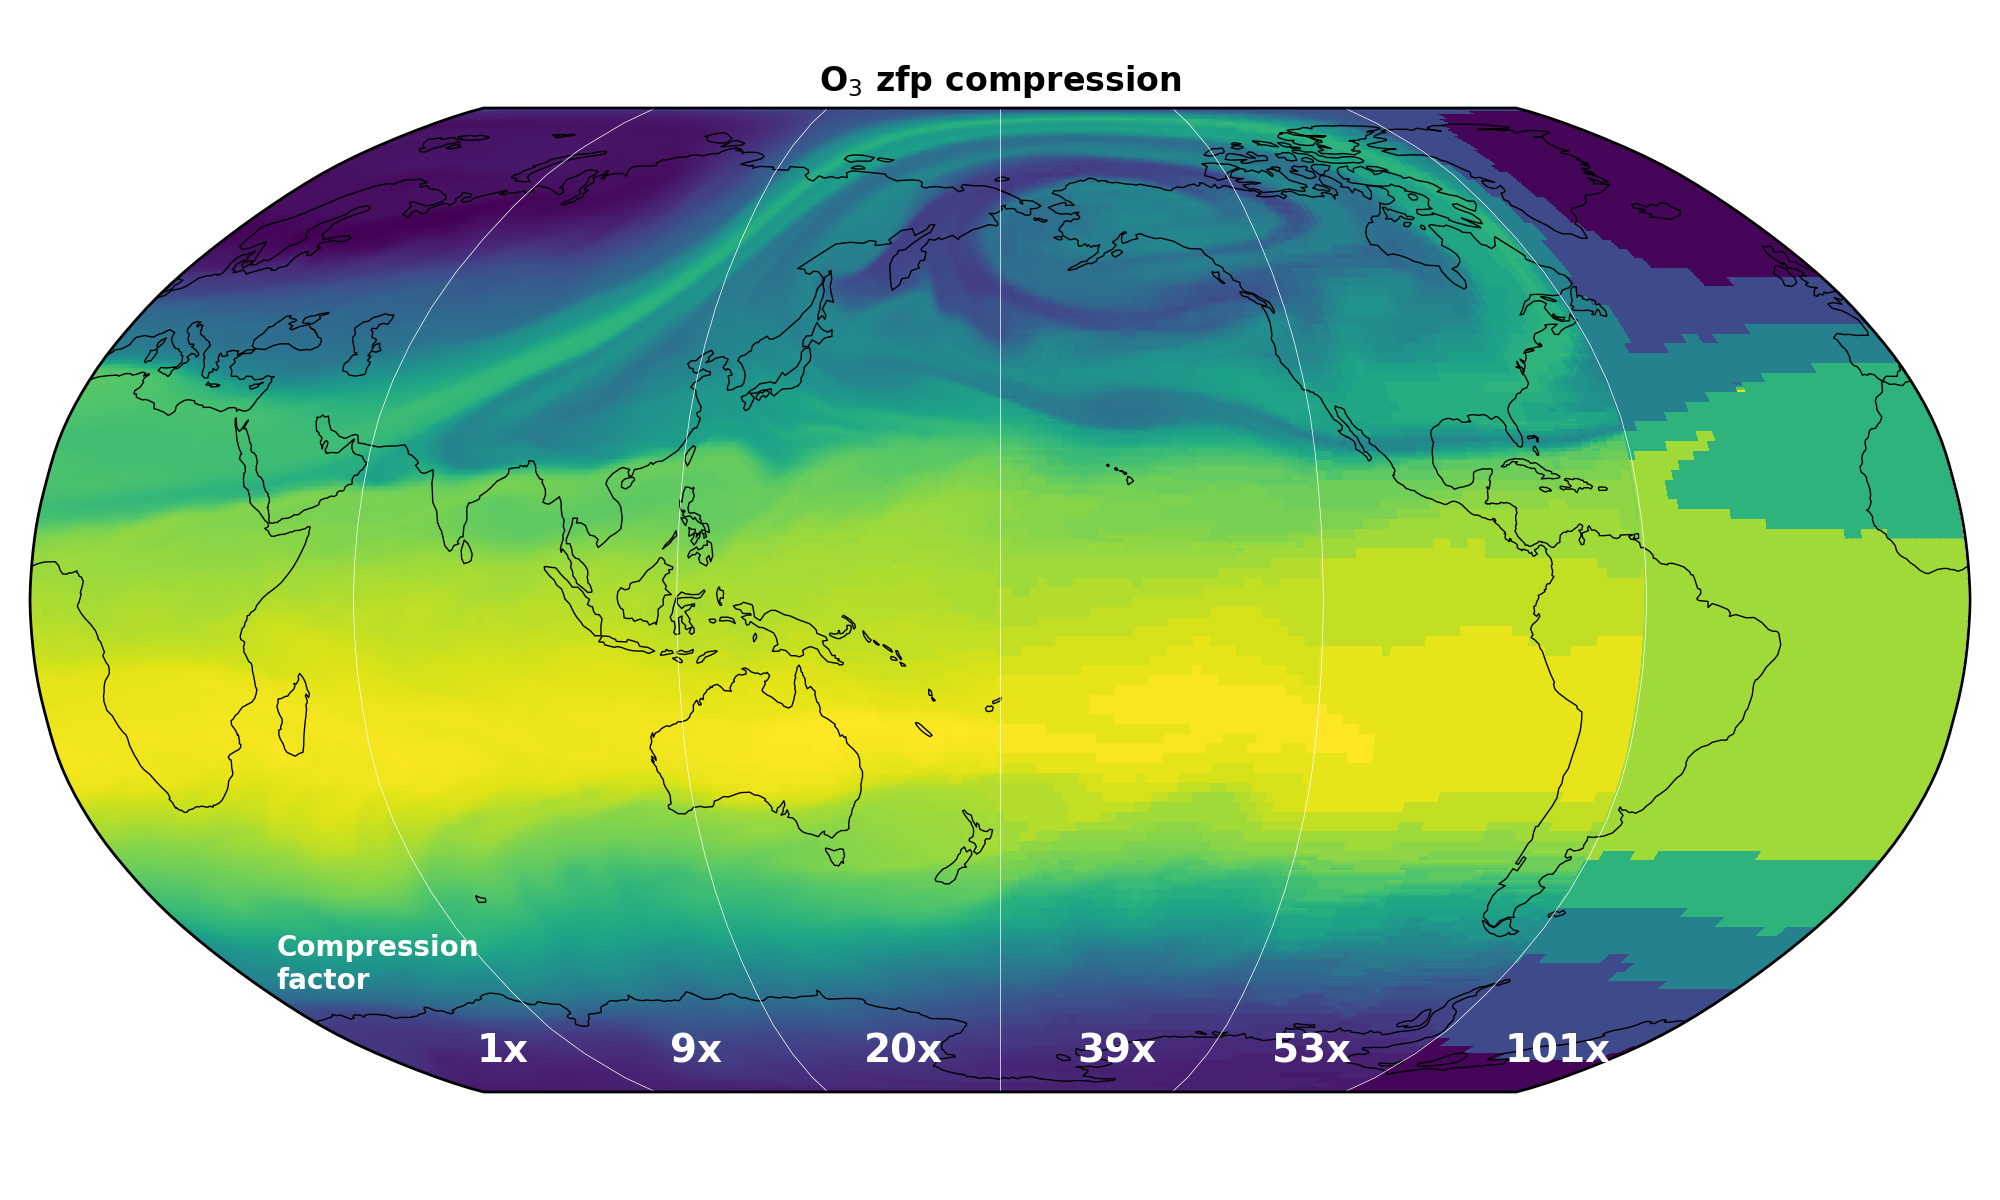 O₃ zfp compression
Compression
factor
1x 9x 20x 39x 53x 101x